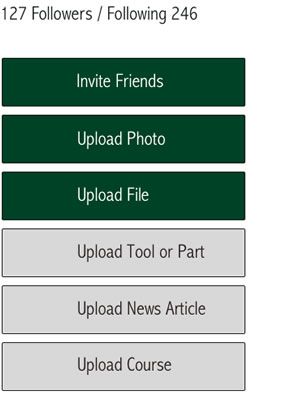 127 Followers / Following 246
Invite Friends
Upload Photo
Upload File
Upload Tool or Part
Upload News Article
Upload Course